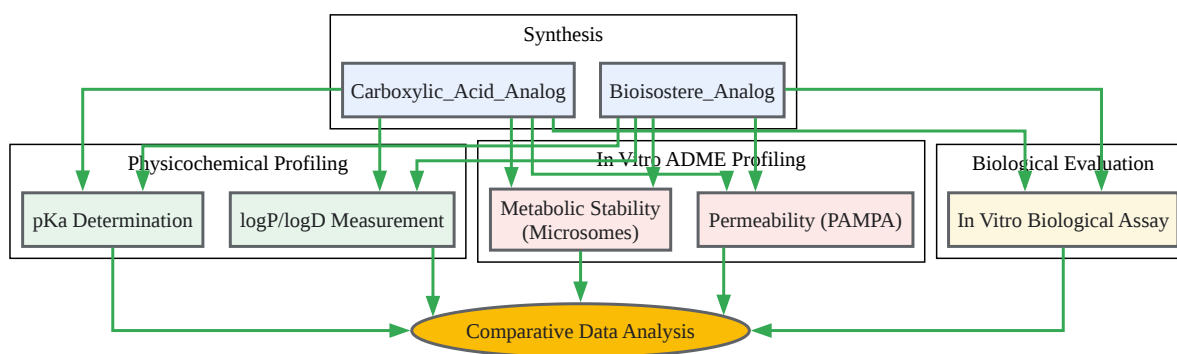 Synthesis
Carboxylic_Acid_Analog
Bioisostere_Analog
Physicochemical Profiling
In Vitro ADME Profiling
Biological Evaluation
pKa Determination
logP/logD Measurement
Metabolic Stability
(Microsomes)
Permeability (PAMPA)
In Vitro Biological Assay
Comparative Data Analysis